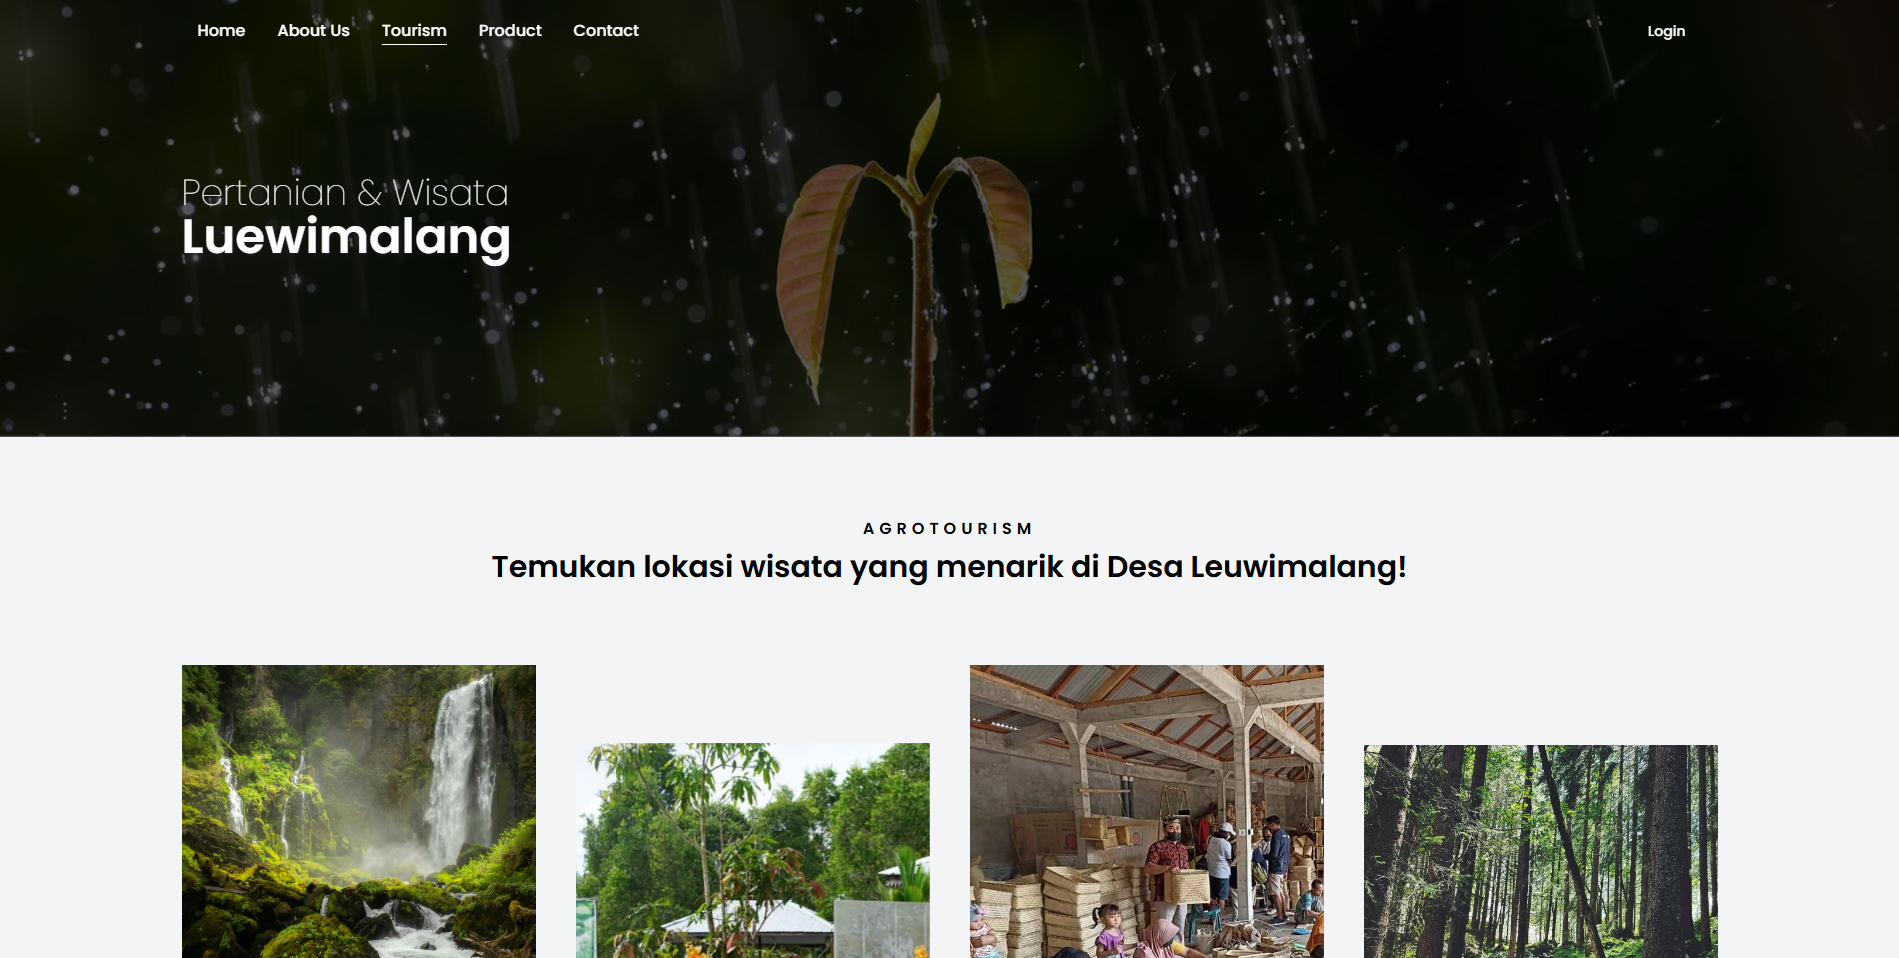 Home About Us Tourism Product Contact Login
Pertanian & Wisata
Luewimalang
AGROTOURISM
Temukan lokasi wisata yang menarik di Desa Leuwimalang!